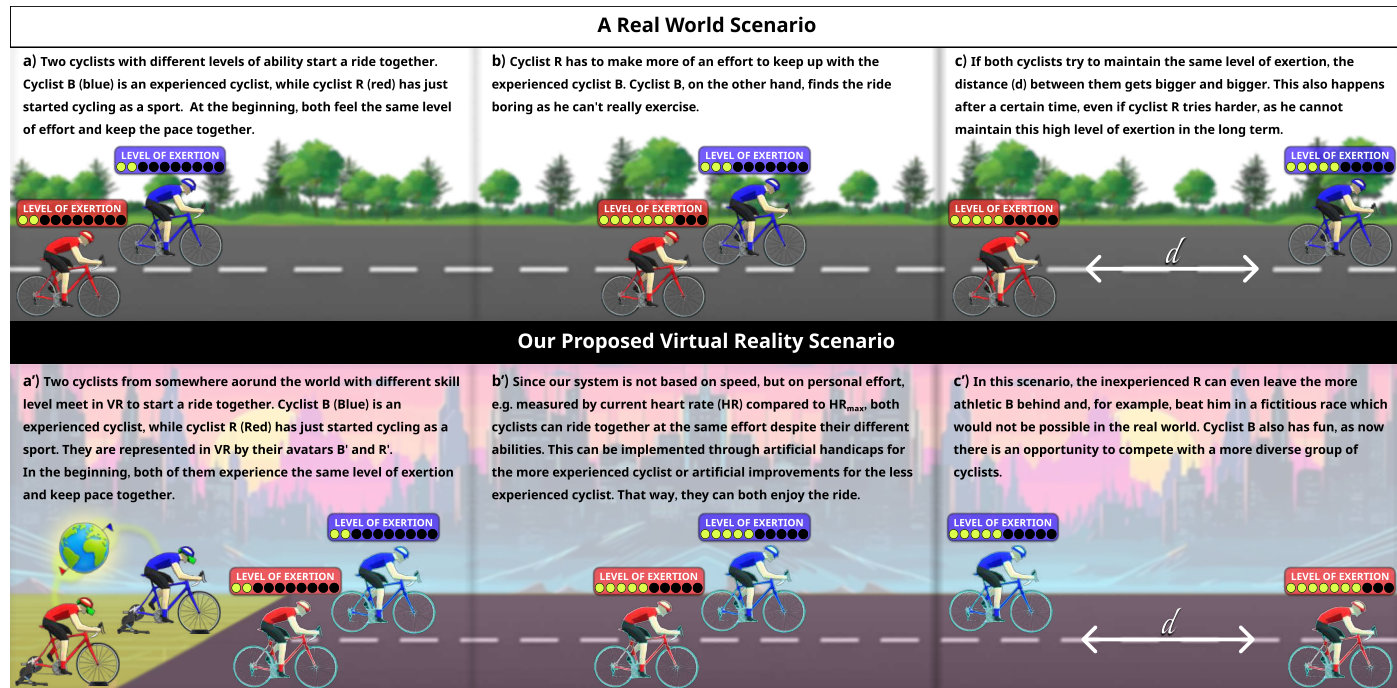 A Real World Scenario
a) Two cyclists with different levels of ability start a ride together.
Cyclist B (blue) is an experienced cyclist, while cyclist R (red) has just
started cycling as a sport.  At the beginning, both feel the same level
of effort and keep the pace together.
b) Cyclist R has to make more of an effort to keep up with the
experienced cyclist B. Cyclist B, on the other hand, finds the ride
boring as he can't really exercise.
c) If both cyclists try to maintain the same level of exertion, the
distance (d) between them gets bigger and bigger. This also happens
after a certain time, even if cyclist R tries harder, as he cannot
maintain this high level of exertion in the long term.
LEVEL OF EXERTION
LEVEL OF EXERTION
LEVEL OF EXERTION
LEVEL OF EXERTION
LEVEL OF EXERTION
LEVEL OF EXERTION
d
Our Proposed Virtual Reality Scenario
a’) Two cyclists from somewhere aorund the world with different skill
level meet in VR to start a ride together. Cyclist B (Blue) is an
experienced cyclist, while cyclist R (Red) has just started cycling as a
sport. They are represented in VR by their avatars B' and R'.
In the beginning, both of them experience the same level of exertion
and keep pace together.
b’) Since our system is not based on speed, but on personal effort,
e.g. measured by current heart rate (HR) compared to HRmax, both
cyclists can ride together at the same effort despite their different
abilities. This can be implemented through artificial handicaps for
the more experienced cyclist or artificial improvements for the less
experienced cyclist. That way, they can both enjoy the ride.
c’) In this scenario, the inexperienced R can even leave the more
athletic B behind and, for example, beat him in a fictitious race which
would not be possible in the real world. Cyclist B also has fun, as now
there is an opportunity to compete with a more diverse group of
cyclists.
LEVEL OF EXERTION
LEVEL OF EXERTION
LEVEL OF EXERTION
LEVEL OF EXERTION
LEVEL OF EXERTION
LEVEL OF EXERTION
d